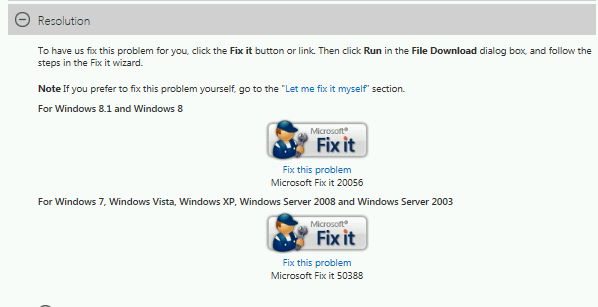 Resolution
To have us fix this problem for you, click the Fix it button or link. Then click Run in the File Download dialog box, and follow the
steps in the Fix it wizard.
Note If you prefer to fix this problem yourself, go to the "Let me fix it myself" section.
For Windows 8.1 and Windows 8
Microsoft®
Fix it
Fix this problem
Microsoft Fix it 20056
For Windows 7, Windows Vista, Windows XP, Windows Server 2008 and Windows Server 2003
Microsoft®
Fix it
Fix this problem
Microsoft Fix it 50388